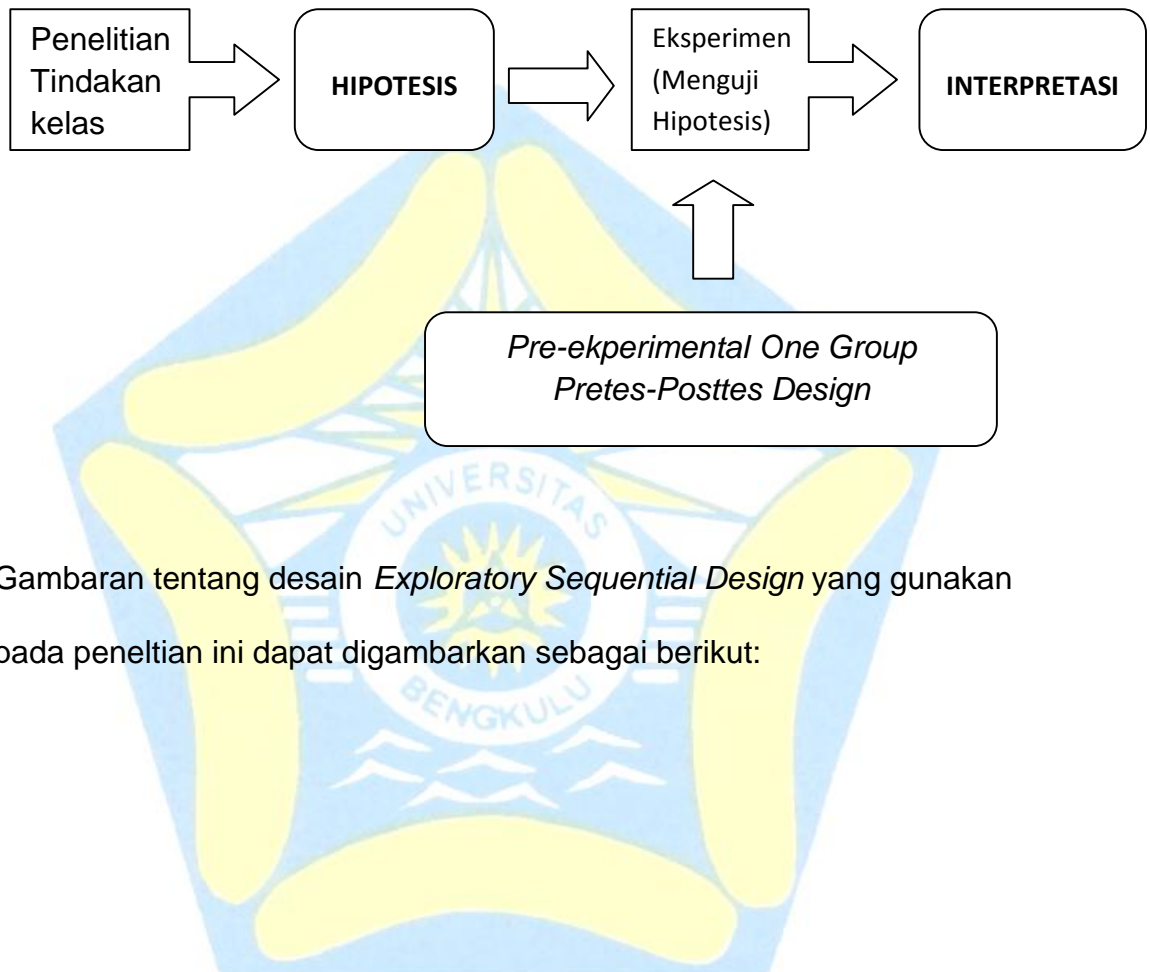 Penelitian
Tindakan
kelas
HIPOTESIS
Eksperimen
(Menguji
Hipotesis)
INTERPRETASI
Pre-ekperimental One Group
Pretes-Posttes Design
UNIVERSITAS
BENGKULU
Gambaran tentang desain Exploratory Sequential Design yang gunakan
pada peneltian ini dapat digambarkan sebagai berikut: